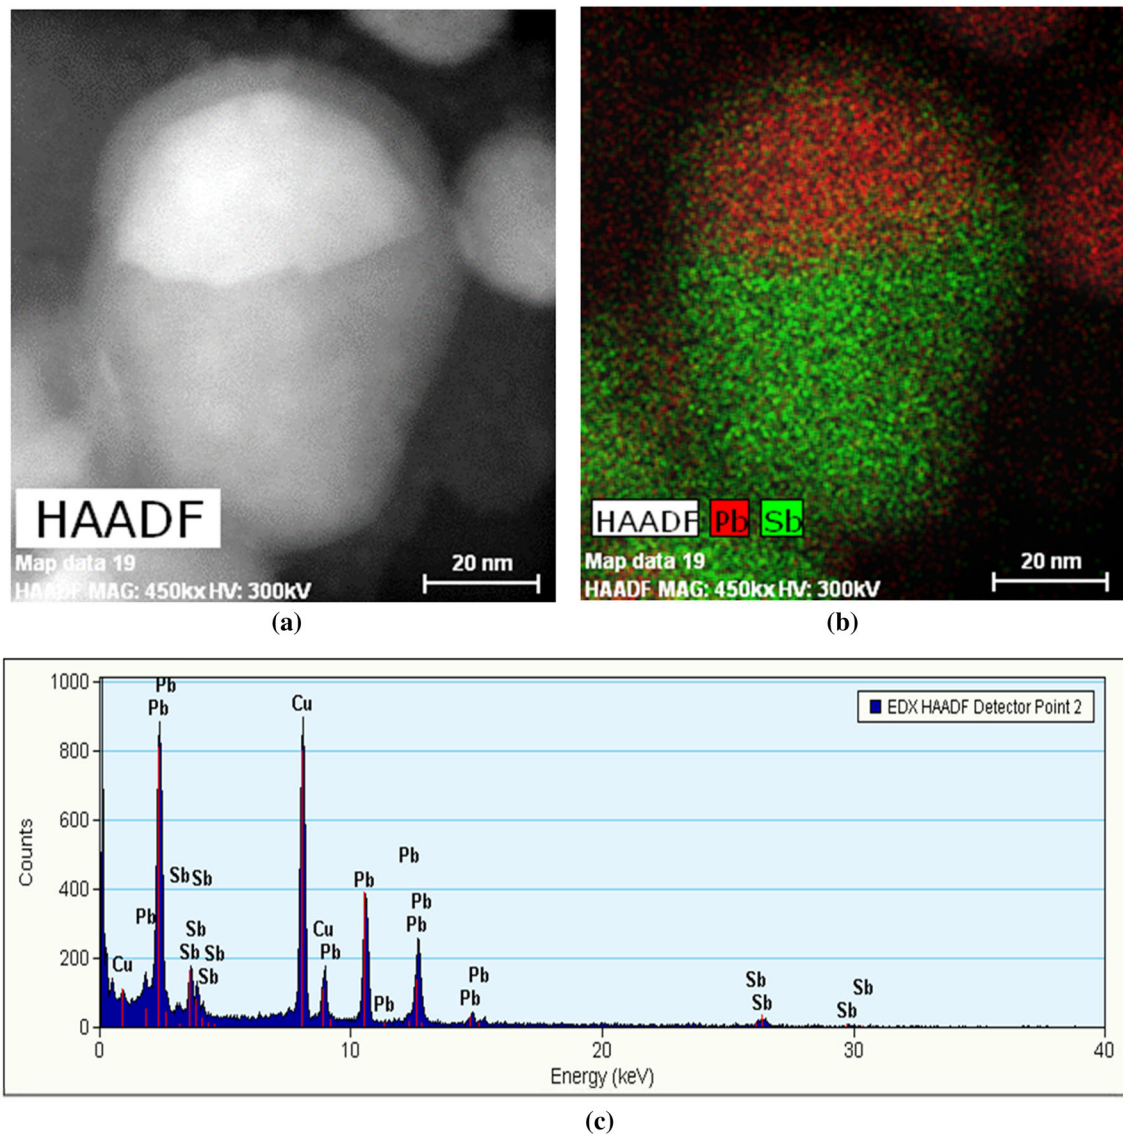 HAADF
Map data 19
HAADF MAG: 450kx HV: 300kV
20 nm
(a)
HAADF Pb Sb
Map data 19
HAADF MAG: 450kx HV: 300kV
20 nm
(b)
EDX HAADF Detector Point 2
Counts
1000
800
600
400
200
0
Pb
Pb
Cu
Pb
Sb Sb
Pb
Pb
Sb
Cu
Pb
Sb
Pb
Sb
Cu
Sb
Pb
Pb
Pb
Pb
Sb
Sb
Sb
Sb
0 10 20 30 40
Energy (keV)
(c)